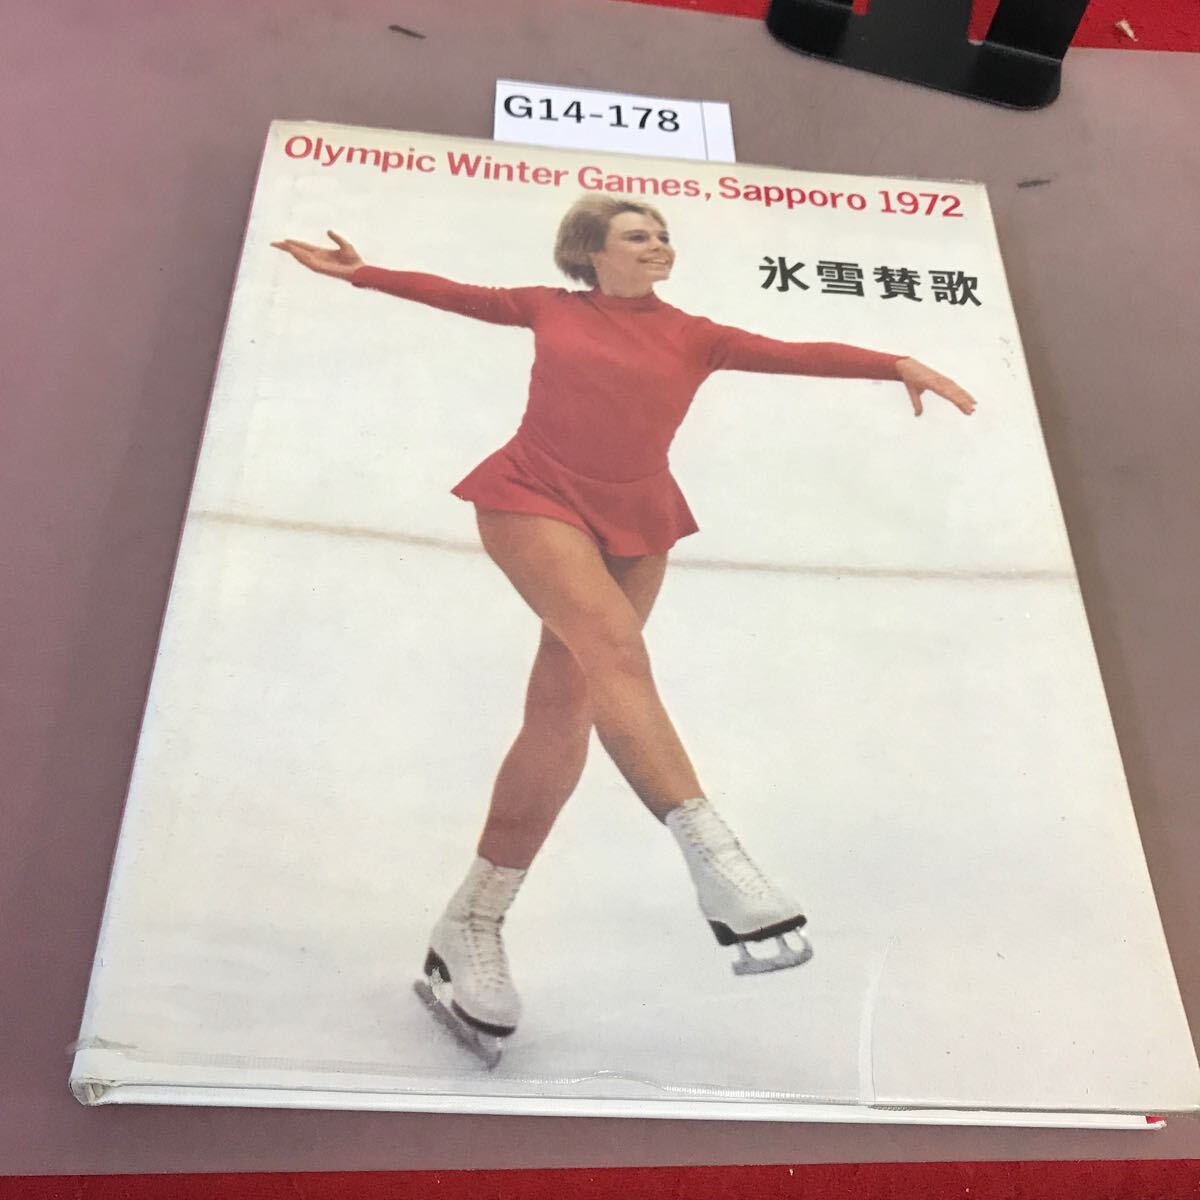 G14-178
Olympic Winter Games, Sapporo 1972
氷雪賛歌